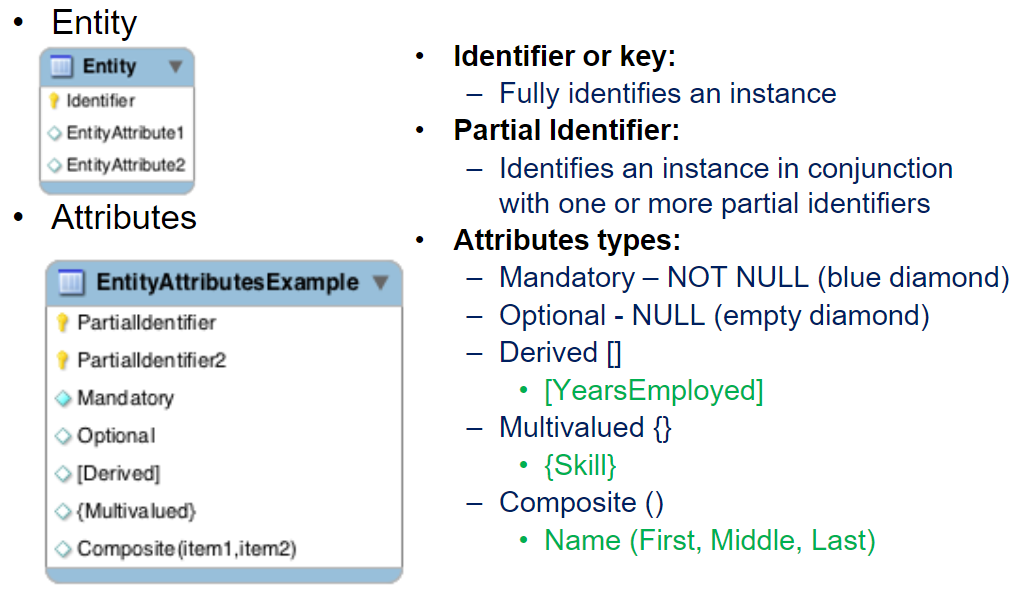 • Entity
Entity
Identifier
EntityAttribute1
EntityAttribute2
• Attributes
EntityAttributesExample
PartialIdentifier
PartialIdentifier2
Mandatory
Optional
[Derived]
{Multivalued}
Composite(item1,item2)
• Identifier or key:
– Fully identifies an instance
• Partial Identifier:
– Identifies an instance in conjunction
with one or more partial identifiers
• Attributes types:
– Mandatory – NOT NULL (blue diamond)
– Optional - NULL (empty diamond)
– Derived []
• [YearsEmployed]
– Multivalued {}
• {Skill}
– Composite ()
• Name (First, Middle, Last)